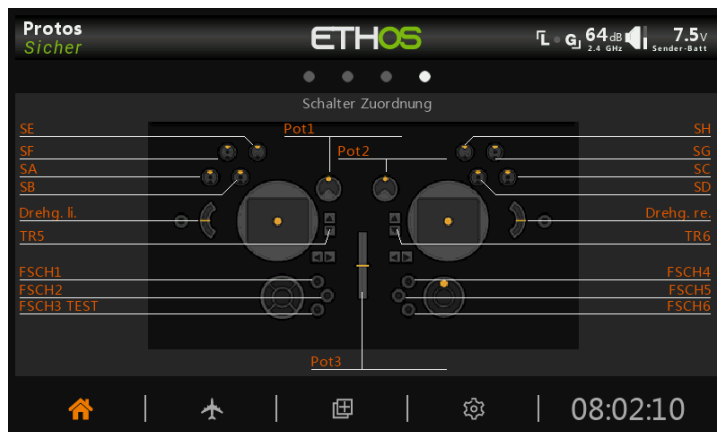 Protos
Sicher
ETHOS
L G 64dB 2.4 GHz
7.5V Sender-Batt
Schalter Zuordnung
SE Pot1 SH
SF Pot2 SG
SA SC
SB SD
Drehg. li. Drehg. re.
TR5 TR6
FSCH1 FSCH4
FSCH2 FSCH5
FSCH3 TEST FSCH6
Pot3
08:02:10